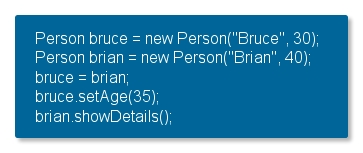 Person bruce = new Person("Bruce", 30);
Person brian = new Person("Brian", 40);
bruce = brian;
bruce.setAge(35);
brian.showDetails();